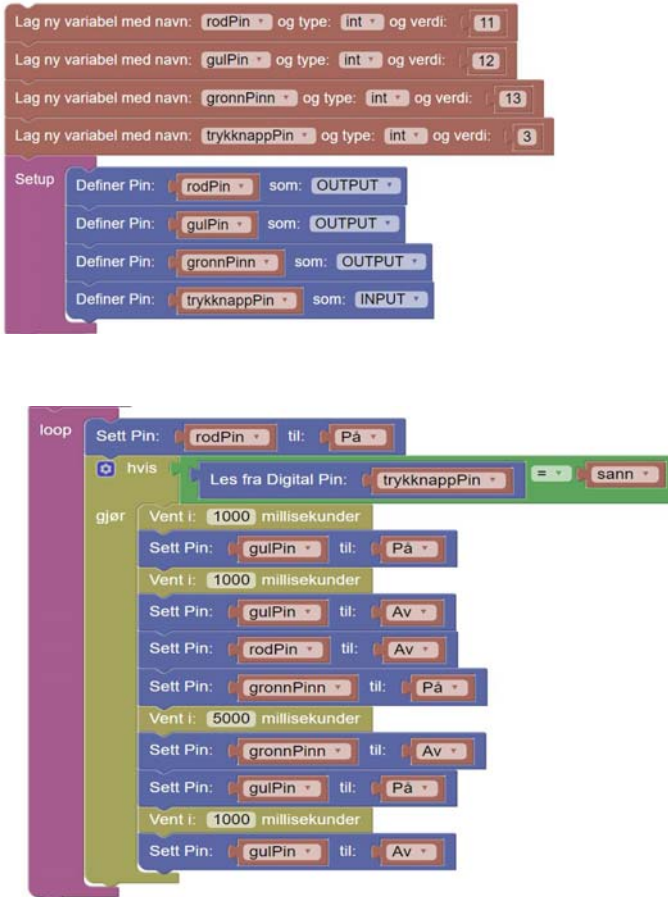 Lag ny variabel med navn: rodPin og type: int og verdi: 11
Lag ny variabel med navn: gulPin og type: int og verdi: 12
Lag ny variabel med navn: gronnPinn og type: int og verdi: 13
Lag ny variabel med navn: trykknappPin og type: int og verdi: 3
Setup Definer Pin: rodPin som: OUTPUT
Definer Pin: gulPin som: OUTPUT
Definer Pin: gronnPinn som: OUTPUT
Definer Pin: trykknappPin som: INPUT
loop Sett Pin: rodPin til: På
hvis Les fra Digital Pin: trykknappPin = sann
gjør Vent i: 1000 millisekunder
Sett Pin: gulPin til: På
Vent i: 1000 millisekunder
Sett Pin: gulPin til: Av
Sett Pin: rodPin til: Av
Sett Pin: gronnPinn til: På
Vent i: 5000 millisekunder
Sett Pin: gronnPinn til: Av
Sett Pin: gulPin til: På
Vent i: 1000 millisekunder
Sett Pin: gulPin til: Av